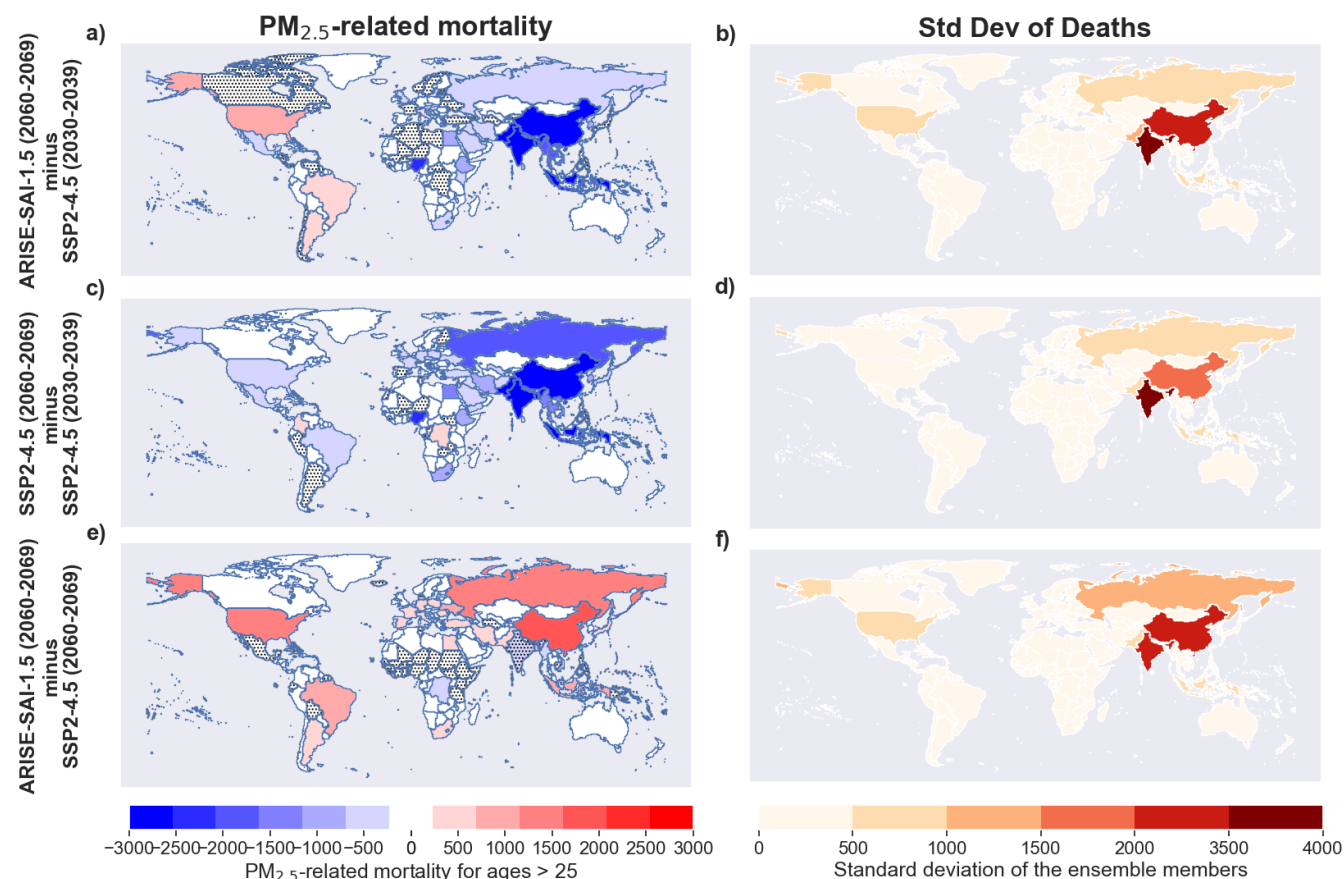 PM2.5-related mortality
Std Dev of Deaths
a)
b)
ARISE-SAI-1.5 (2060-2069)
minus
SSP2-4.5 (2030-2039)
c)
d)
SSP2-4.5 (2060-2069)
minus
SSP2-4.5 (2030-2039)
e)
f)
ARISE-SAI-1.5 (2060-2069)
minus
SSP2-4.5 (2060-2069)
−3000−2500−2000−1500−1000 −500 0 500 1000 1500 2000 2500 3000
PM2.5-related mortality for ages > 25
0 500 1000 1500 2000 3500 4000
Standard deviation of the ensemble members